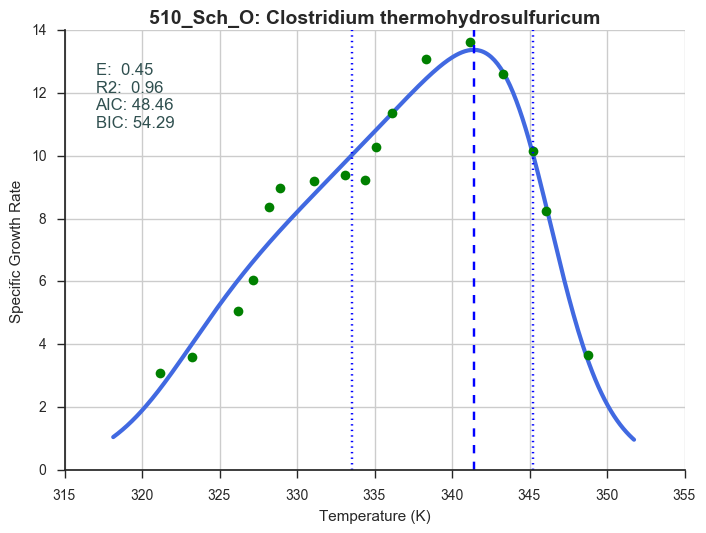 510_Sch_O: Clostridium thermohydrosulfuricum
14
E: 0.45
R2: 0.96
AIC: 48.46
BIC: 54.29
12
10
8
6
4
2
0
Specific Growth Rate
315 320 325 330 335 340 345 350 355
Temperature (K)